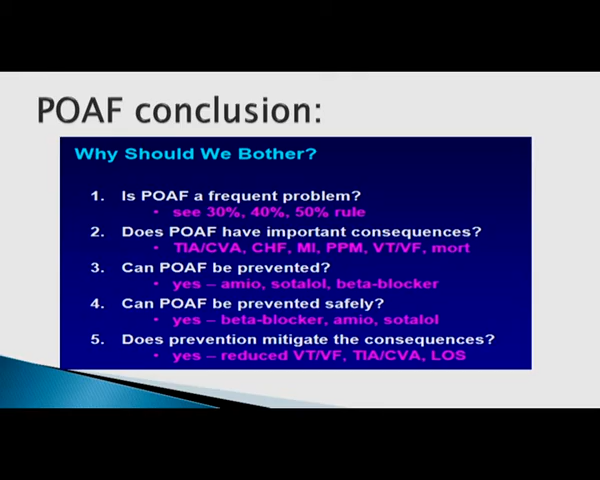 POAF conclusion:
Why Should We Bother?
1. Is POAF a frequent problem?
• see 30%, 40%, 50% rule
2. Does POAF have important consequences?
• TIA/CVA, CHF, MI, PPM, VT/VF, mort
3. Can POAF be prevented?
• yes – amio, sotalol, beta-blocker
4. Can POAF be prevented safely?
• yes – beta-blocker, amio, sotalol
5. Does prevention mitigate the consequences?
• yes – reduced VT/VF, TIA/CVA, LOS